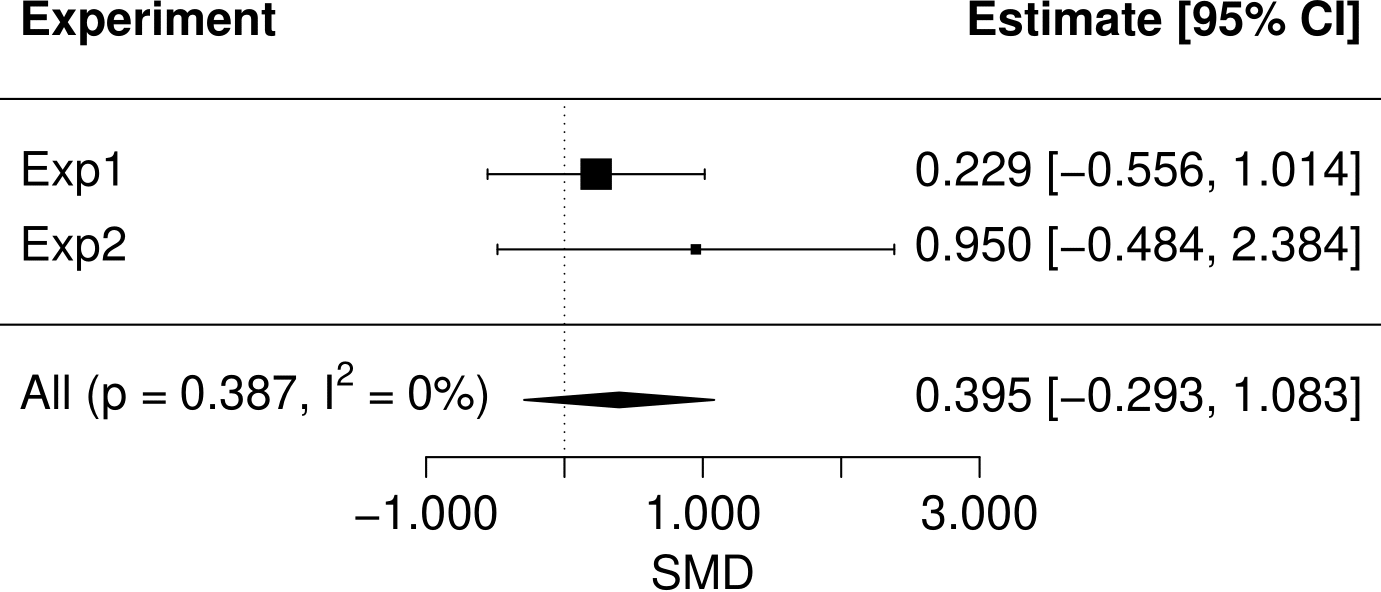 Experiment Estimate [95% CI]
Exp1 0.229 [−0.556, 1.014]
Exp2 0.950 [−0.484, 2.384]
All (p = 0.387, I² = 0%) 0.395 [−0.293, 1.083]
−1.000 1.000 3.000
SMD